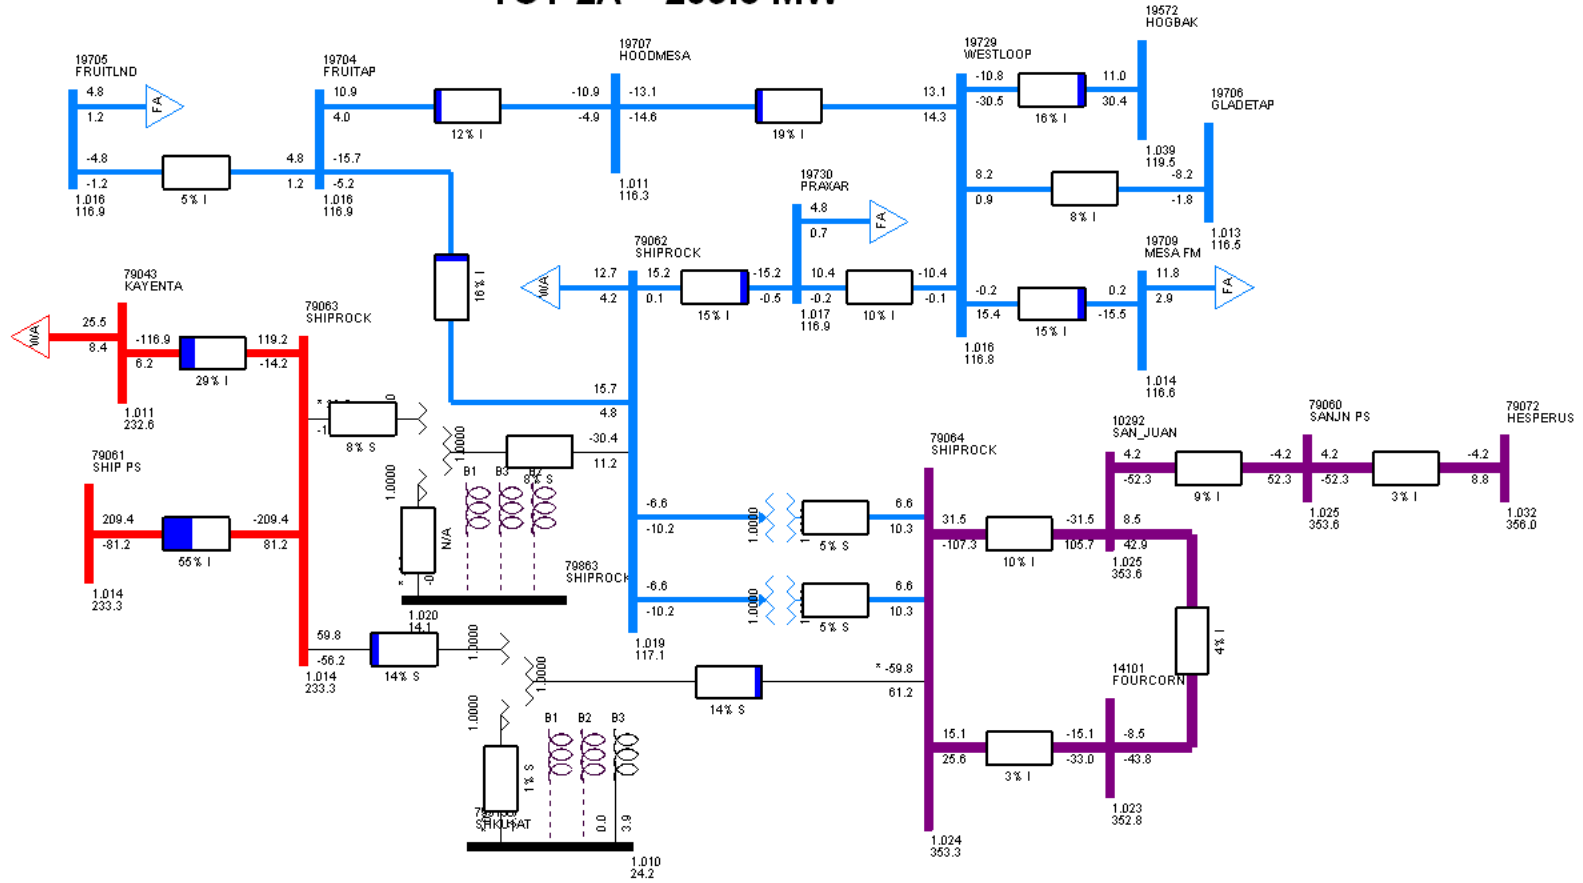 19705
FRUITLND
4.8
1.2
FA
-4.8
-1.2
5% I
4.8
1.2
1.016
116.9
19704
FRUITAP
10.9
4.0
-15.7
-5.2
1.016
116.9
12% I
-10.9
-4.9
19707
HOODMESA
-13.1
-14.6
1.011
116.3
19% I
13.1
14.3
19729
WESTLOOP
-10.8
-30.5
16% I
11.0
30.4
19572
HOGBAK
1.039
119.5
8.2
0.9
8% I
-8.2
-1.8
19706
GLADETAP
1.013
116.5
-0.2
15.4
15% I
0.2
-15.5
19709
MESA FM
11.8
2.9
FA
1.014
116.6
1.016
116.8
19730
PRAXAR
4.8
0.7
FA
-15.2
-0.5
10.4
-0.2
1.017
116.9
10% I
-10.4
-0.1
79062
SHIPROCK
WA
12.7
4.2
15.2
0.1
15% I
16% I
15.7
4.8
-30.4
11.2
-6.6
-10.2
-6.6
-10.2
1.019
117.1
79043
KAYENTA
WA
25.5
8.4
-116.9
6.2
29% I
119.2
-14.2
1.011
232.6
79063
SHIPROCK
8% S
1.0000
8% S
1.0000
N/A
B1
B3
B2
79863
SHIPROCK
1.020
14.1
79061
SHIP PS
209.4
-81.2
55% I
-209.4
81.2
1.014
233.3
59.8
-56.2
1.014
233.3
14% S
1.0000
1.0000
14% S
* -59.8
61.2
1.0000
1% S
B1
B2
B3
0.0
3.9
1.010
24.2
1.0000
5% S
6.6
10.3
1.0000
5% S
6.6
10.3
79064
SHIPROCK
31.5
-107.3
10% I
-31.5
105.7
15.1
25.6
3% I
-15.1
-33.0
1.024
353.3
10292
SAN_JUAN
4.2
-52.3
9% I
-4.2
52.3
8.5
42.9
1.025
353.6
79060
SANJN PS
4.2
-52.3
3% I
-4.2
8.8
1.025
353.6
79072
HESPERUS
1.032
356.0
4% I
14101
FOURCORN
-8.5
-43.8
1.023
352.8